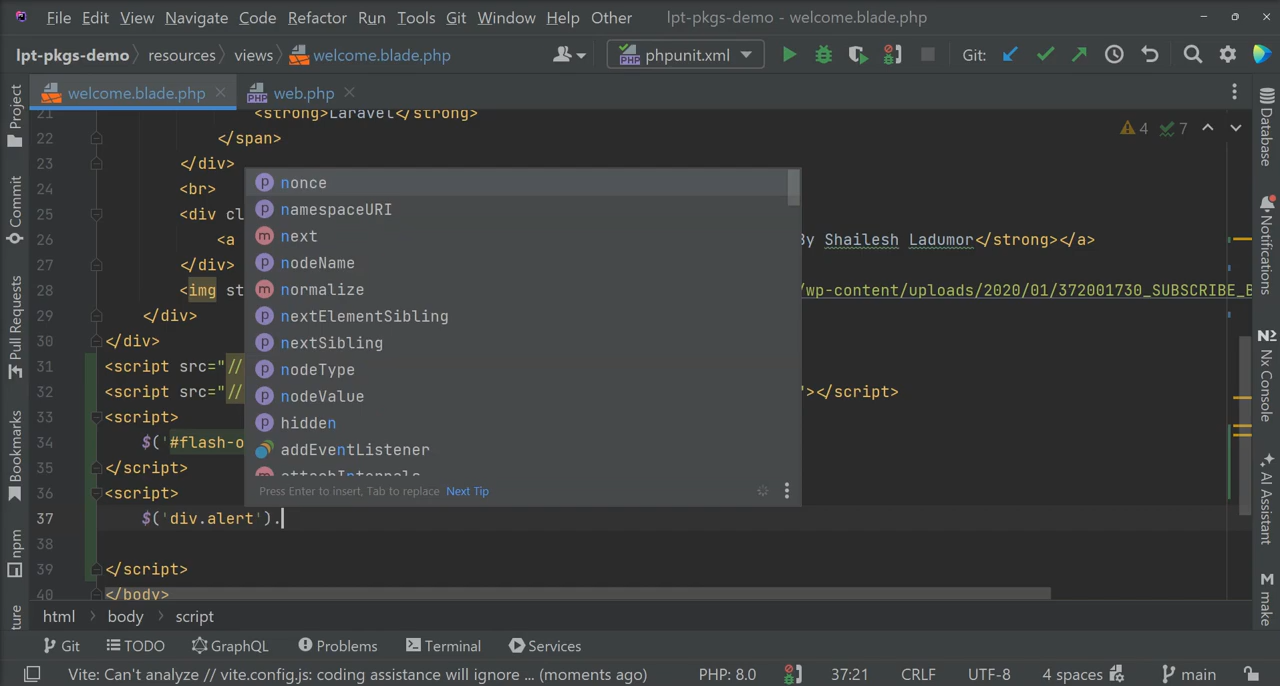 File Edit View Navigate Code Refactor Run Tools Git Window Help Other lpt-pkgs-demo - welcome.blade.php
lpt-pkgs-demo resources views welcome.blade.php phpunit.xml Git:
welcome.blade.php web.php
Project
Commit
Pull Requests
Bookmarks
npm
21 <strong>Laravel</strong>
4 7
22 </span>
23 </div>
24 <br>
25 <div cl
26 <a By Shailesh Ladumor</strong></a>
27 </div>
28 <img st /wp-content/uploads/2020/01/372001730_SUBSCRIBE_B
29 </div>
30 </div>
31 <script src="//
32 <script src="// "></script>
33 <script>
34 $('#flash-o
35 </script>
36 <script>
37 $('div.alert').
38
39 </script>
40 </body>
p nonce
p namespaceURI
m next
p nodeName
m normalize
p nextElementSibling
p nextSibling
p nodeType
p nodeValue
p hidden
addEventListener
m attachInternals
Press Enter to insert, Tab to replace Next Tip
Database
Notifications
Nx Console
AI Assistant
M make
html body script
Git TODO GraphQL Problems Terminal Services
Vite: Can't analyze // vite.config.js: coding assistance will ignore ... (moments ago) PHP: 8.0 37:21 CRLF UTF-8 4 spaces main